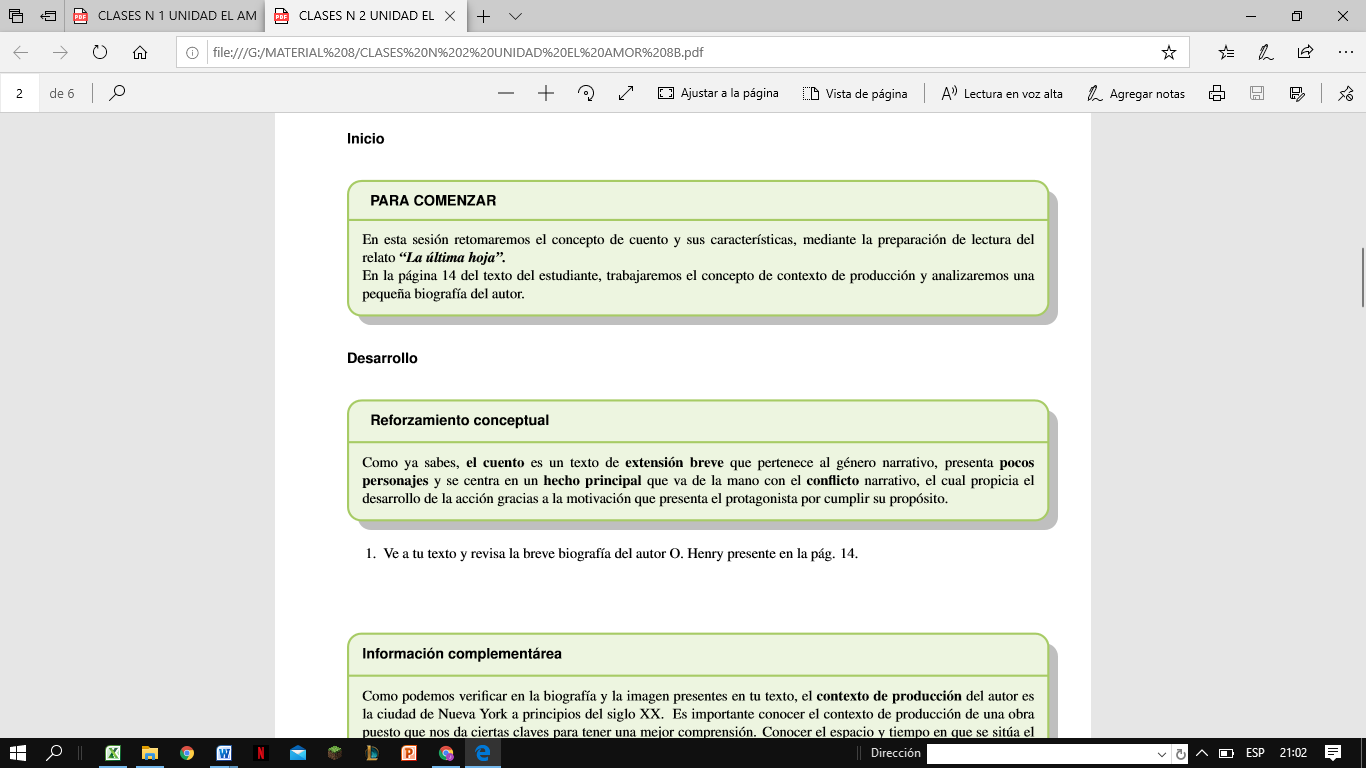 CLASES N 1 UNIDAD EL AM
CLASES N 2 UNIDAD EL
file:///G:/MATERIAL%208/CLASES%20N%202%20UNIDAD%20EL%20AMOR%208B.pdf
2 de 6
Ajustar a la página
Vista de página
Lectura en voz alta
Agregar notas
Inicio
PARA COMENZAR
En esta sesión retomaremos el concepto de cuento y sus características, mediante la preparación de lectura del
relato “La última hoja”.
En la página 14 del texto del estudiante, trabajaremos el concepto de contexto de producción y analizaremos una
pequeña biografía del autor.
Desarrollo
Reforzamiento conceptual
Como ya sabes, el cuento es un texto de extensión breve que pertenece al género narrativo, presenta pocos
personajes y se centra en un hecho principal que va de la mano con el conflicto narrativo, el cual propicia el
desarrollo de la acción gracias a la motivación que presenta el protagonista por cumplir su propósito.
1. Ve a tu texto y revisa la breve biografía del autor O. Henry presente en la pág. 14.
Información complementárea
Como podemos verificar en la biografía y la imagen presentes en tu texto, el contexto de producción del autor es
la ciudad de Nueva York a principios del siglo XX. Es importante conocer el contexto de producción de una obra
puesto que nos da ciertas claves para tener una mejor comprensión. Conocer el espacio y tiempo en que se sitúa el
Dirección
ESP
21:02